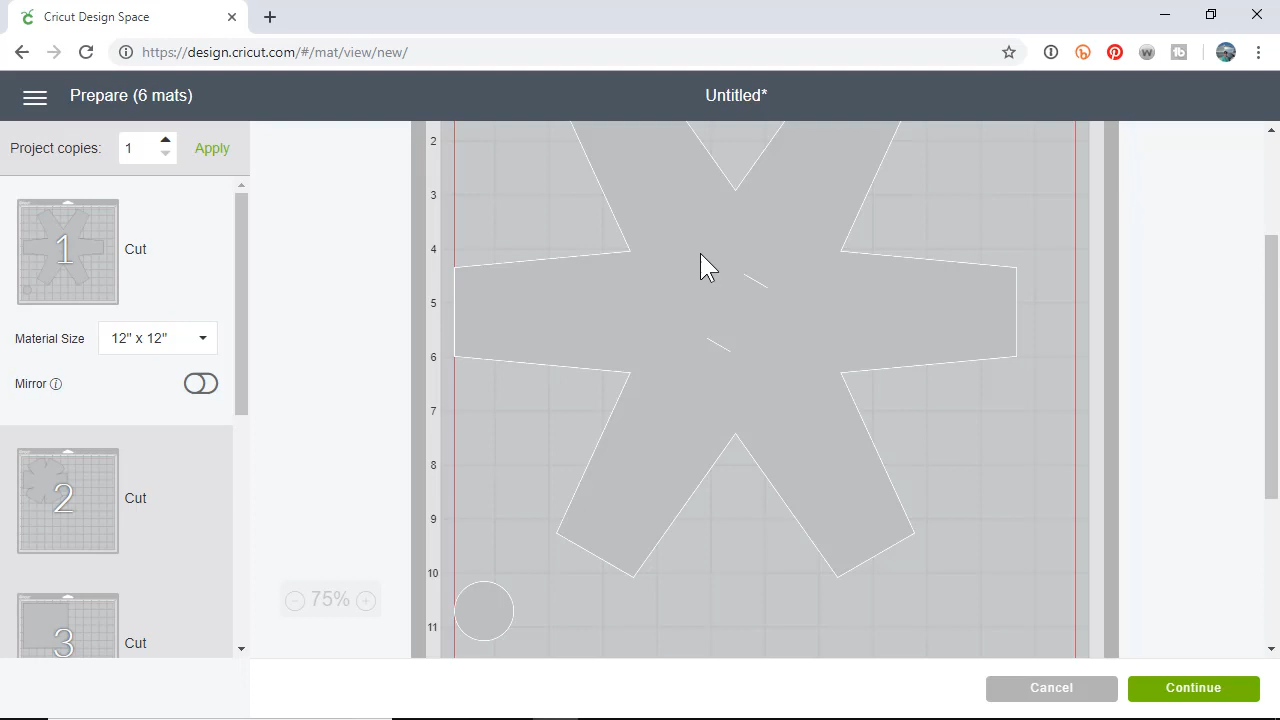 Cricut Design Space
https://design.cricut.com/#/mat/view/new/
Prepare (6 mats)
Untitled*
Project copies: 1 Apply
1 Cut
Material Size 12" x 12"
Mirror
2 Cut
3 Cut
2
3
4
5
6
7
8
9
10
11
75%
Cancel Continue